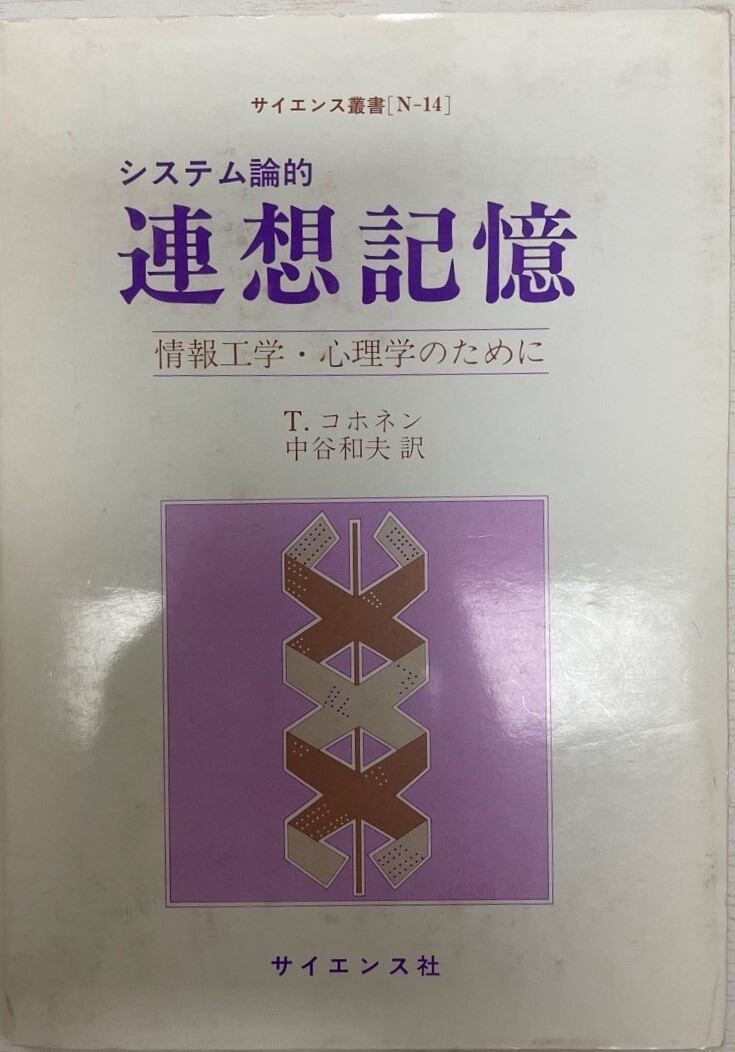 サイエンス叢書[N-14]
システム論的
連想記憶
情報工学・心理学のために
T. コホネン
中谷和夫 訳
サイエンス社